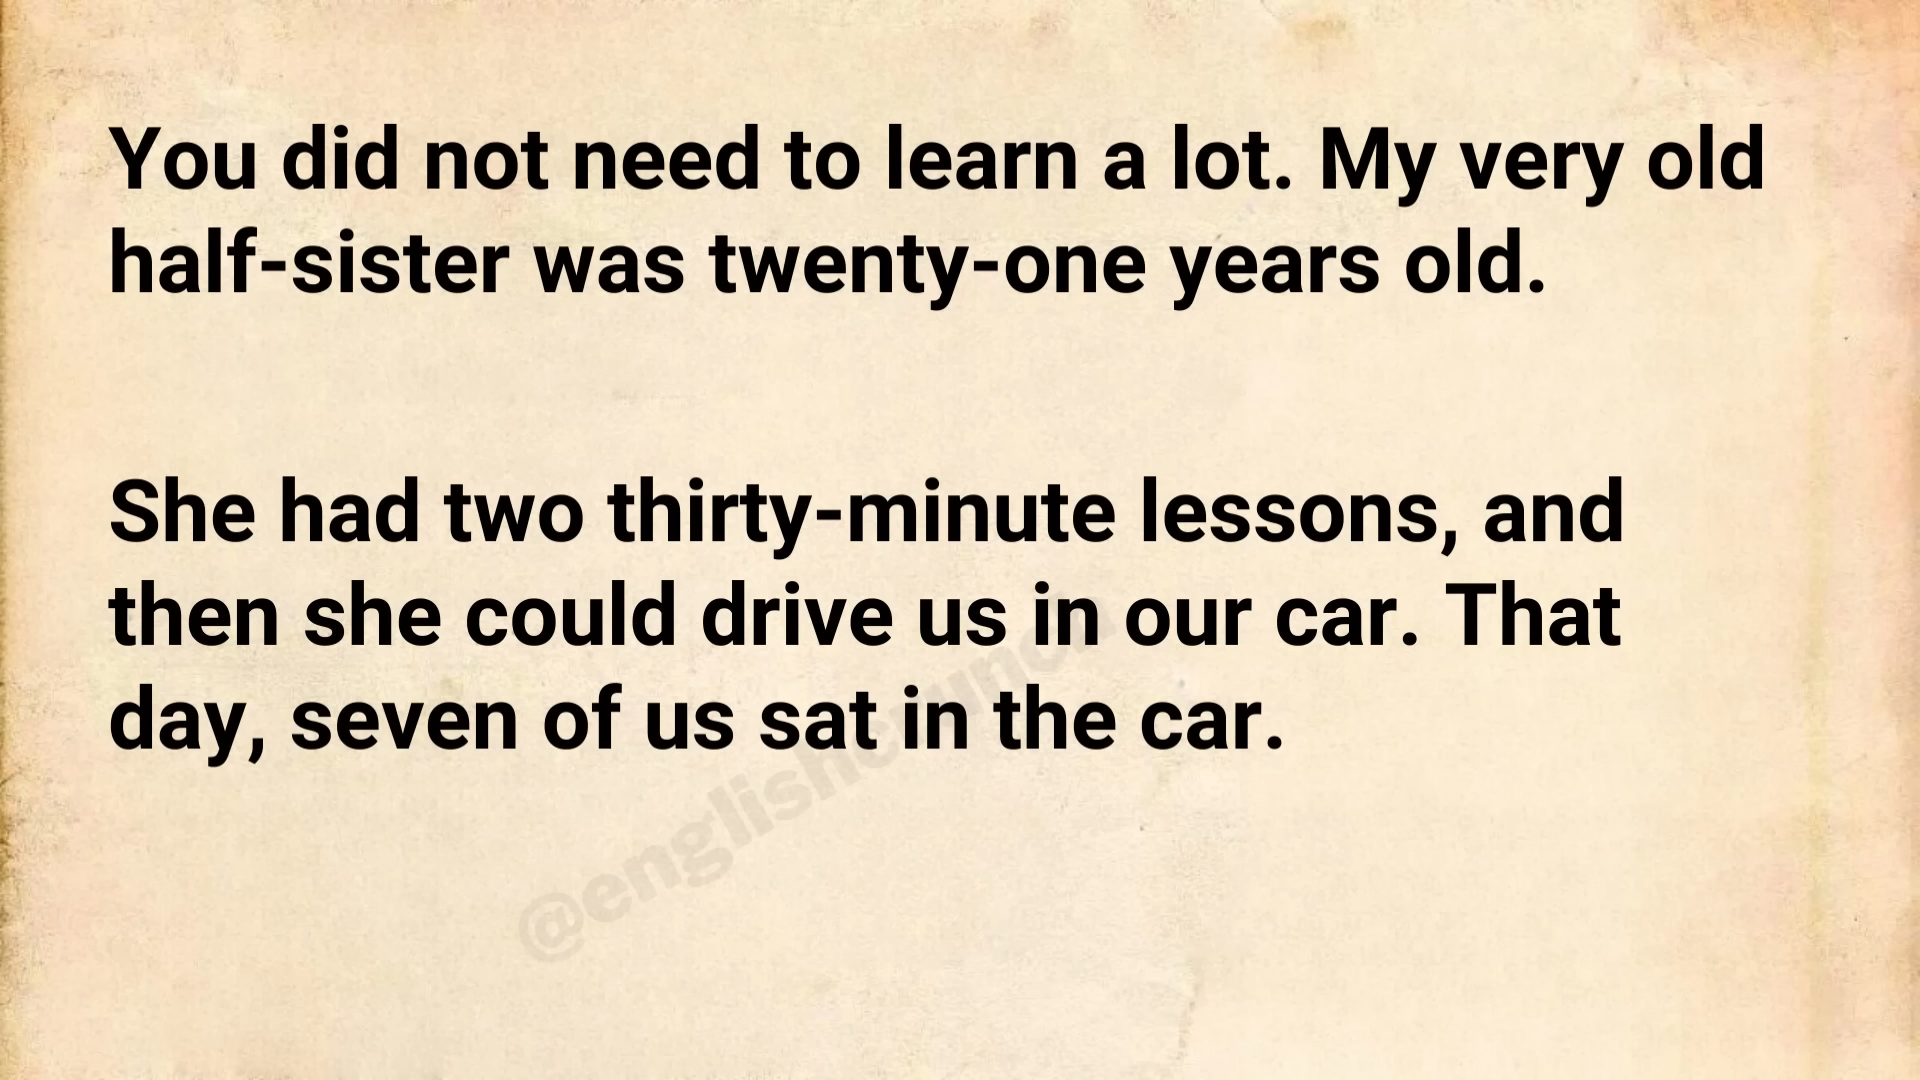 You did not need to learn a lot. My very old
half-sister was twenty-one years old.
She had two thirty-minute lessons, and
then she could drive us in our car. That
day, seven of us sat in the car.